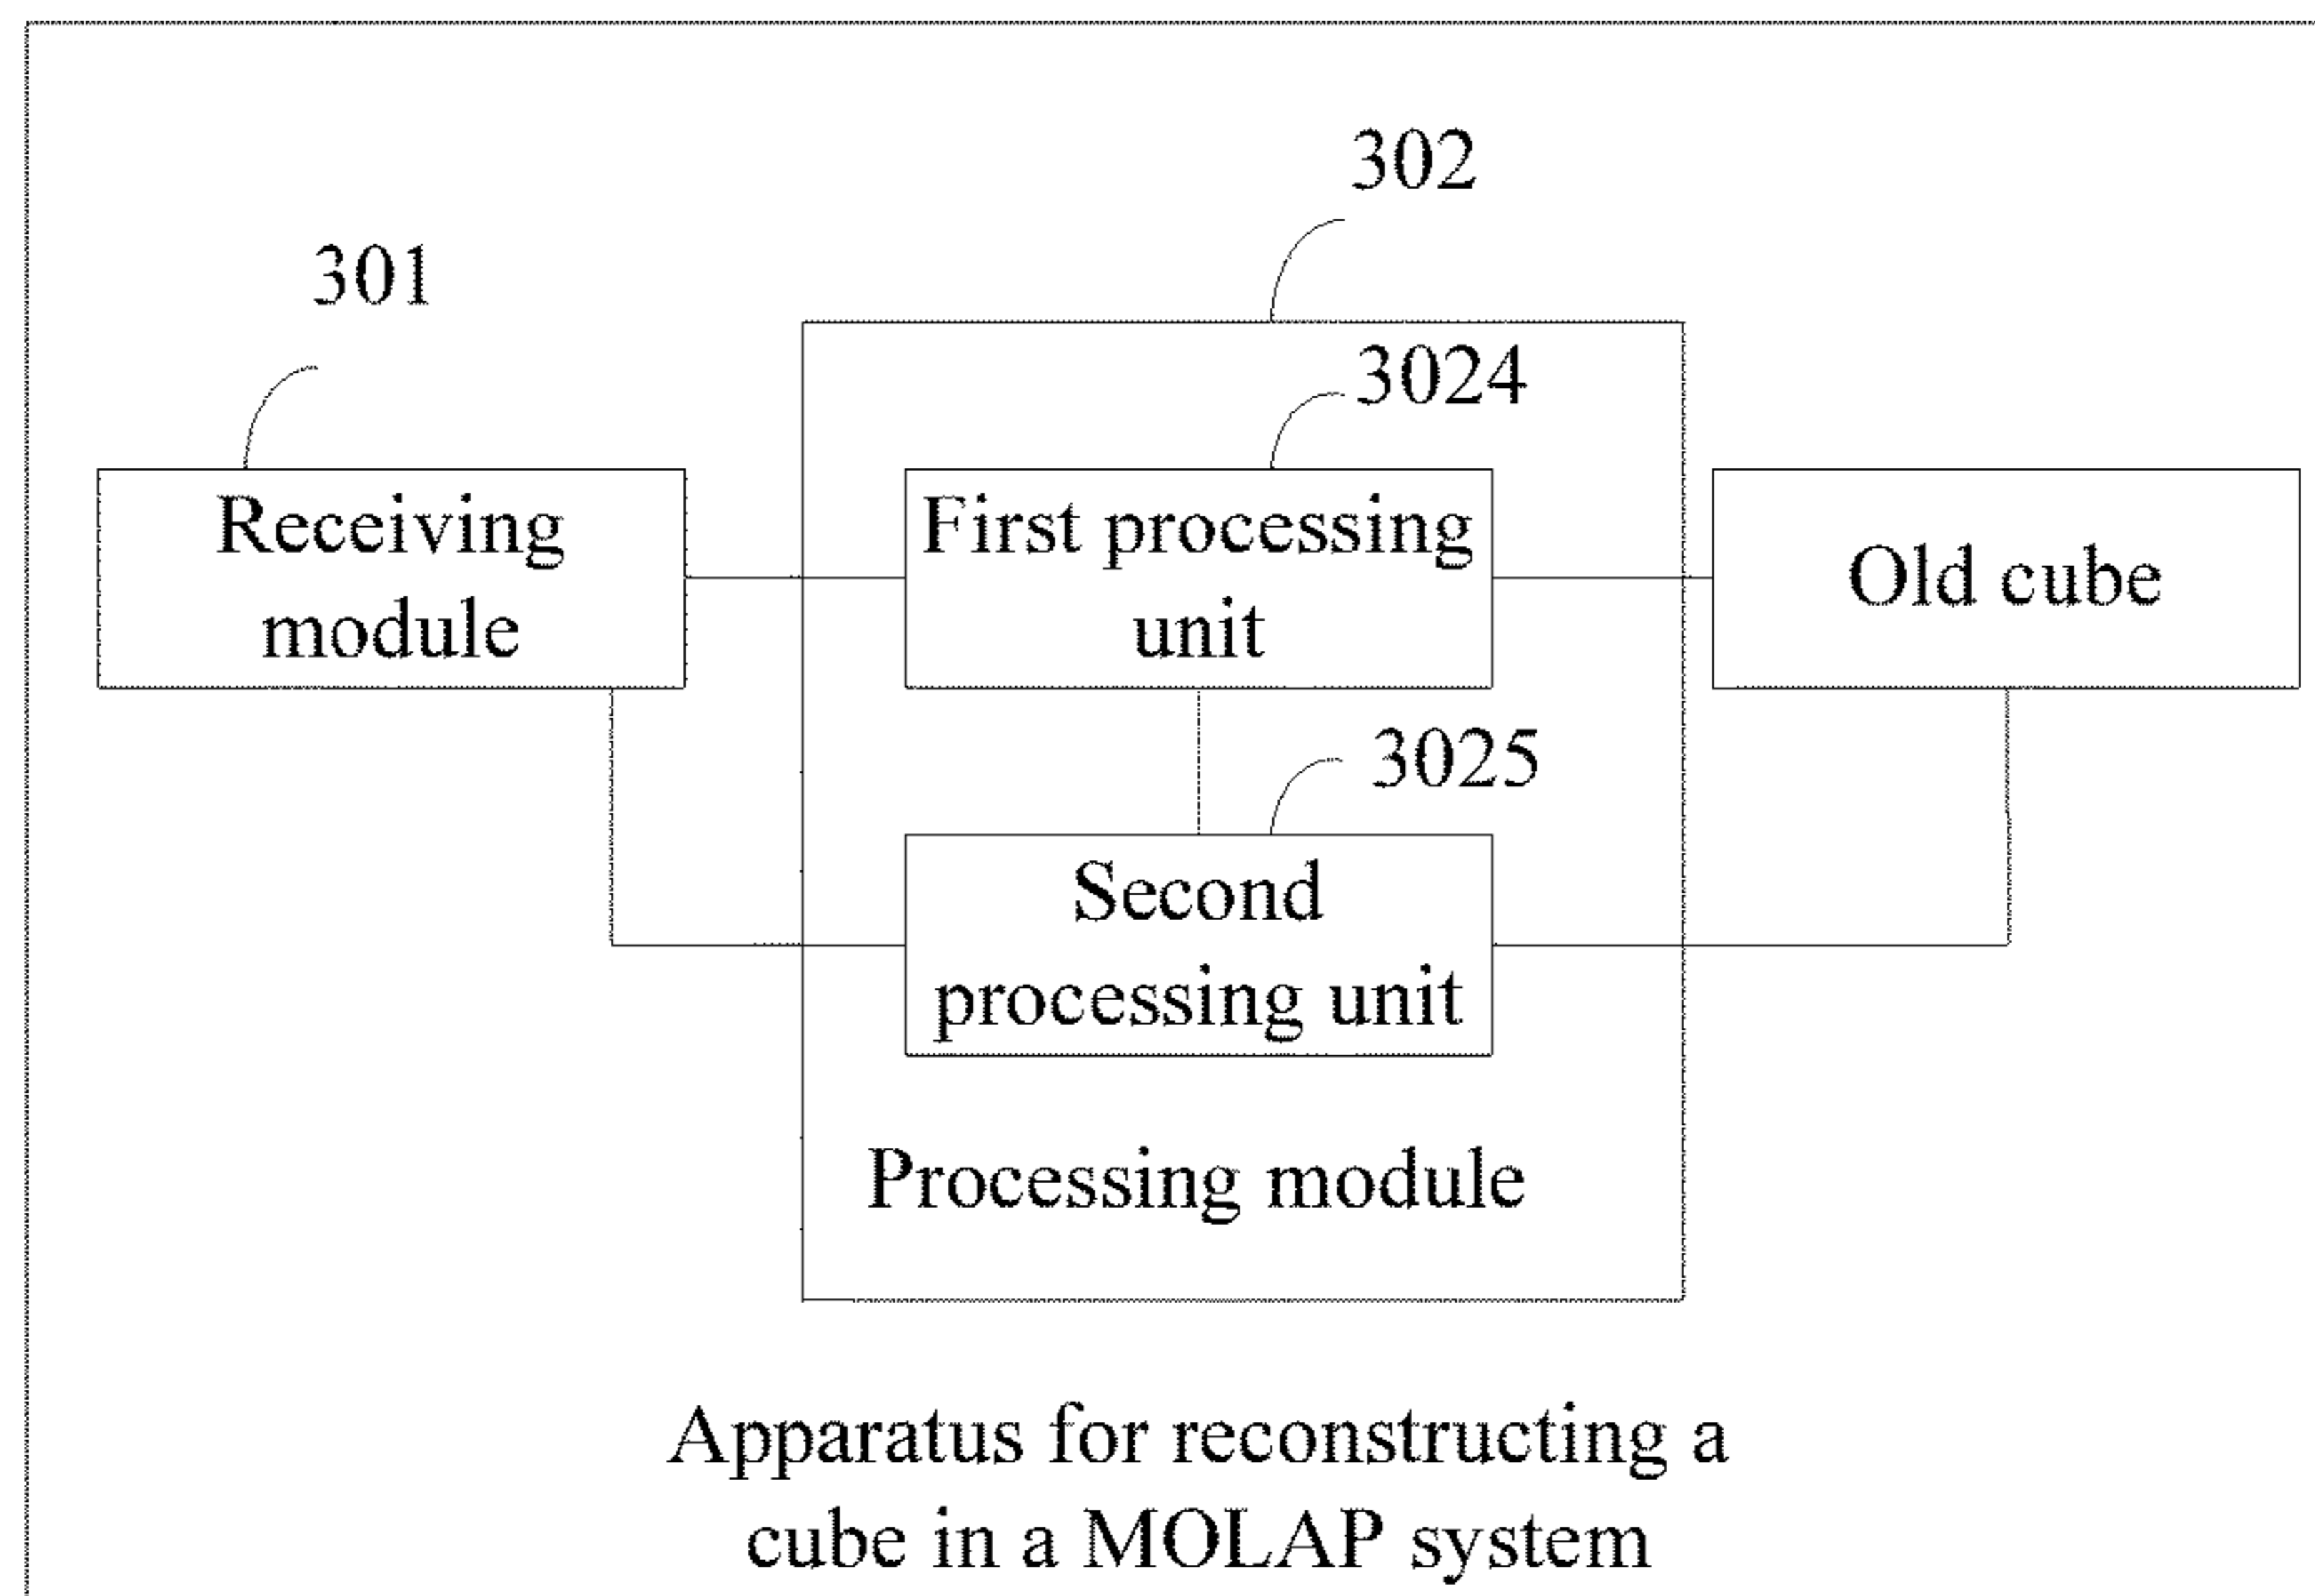 302
301
3024
Receiving
module
First processing
unit
Old cube
3025
Second
processing unit
Processing module
Apparatus for reconstructing a
cube in a MOLAP system